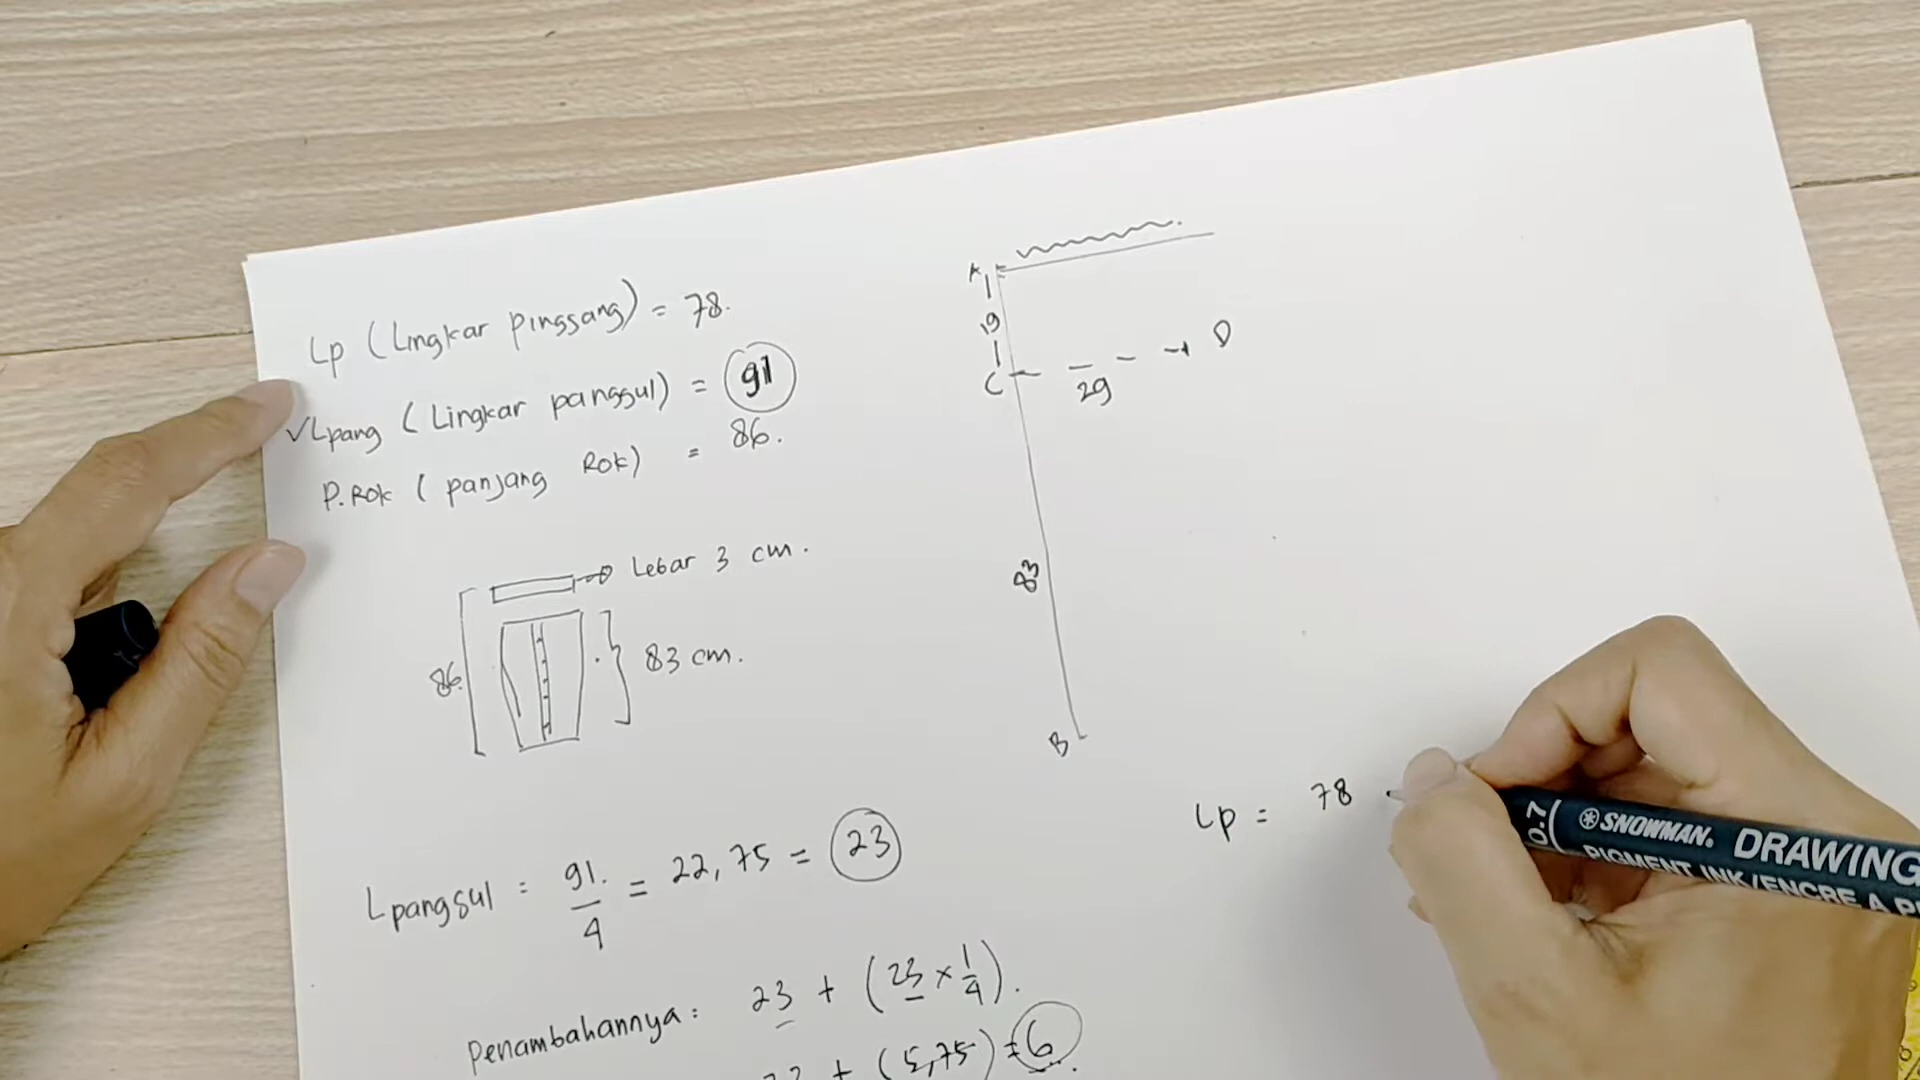 Lp (Lingkar pinggang) = 78.
Lpang (Lingkar panggul) = 91
P.Rok (panjang Rok) = 86.
Lebar 3 cm.
86
83 cm.
Lpanggul : 91. / 4 = 22,75 = 23
Penambahannya : 23 + (23 x 1/4).
+ (5,75) = 6
A
19
C
29
D
83
B
Lp = 78
0.7
SNOWMAN. DRAWING
PIGMENT INK/ENCRE A P